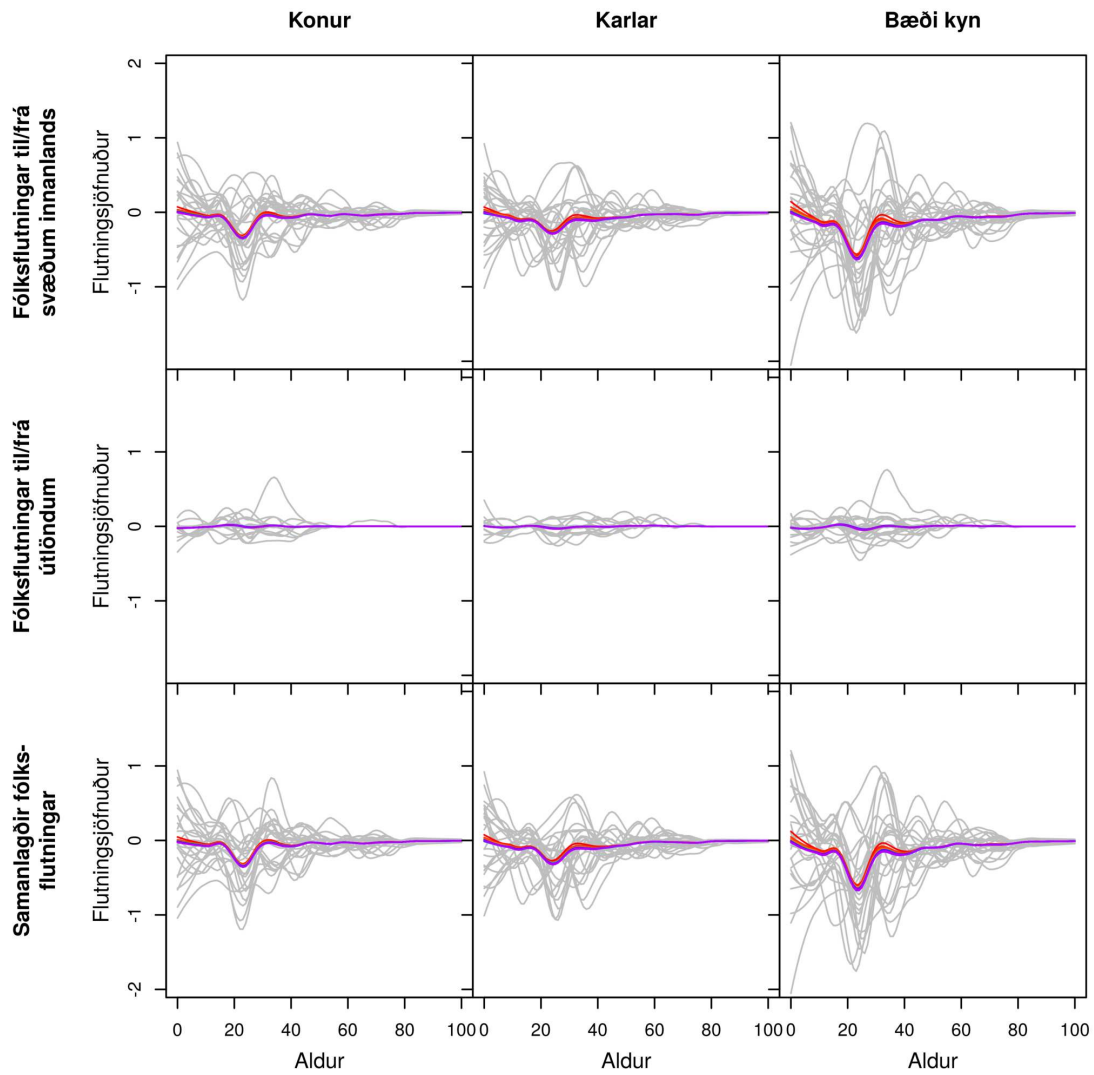 Konur
Karlar
Bæði kyn
Fólksflutningar til/frá
svæðum innanlands
Flutningsjöfnuður
2
1
0
-1
Fólksflutningar til/frá
útlöndum
Flutningsjöfnuður
1
0
-1
Samanlagðir fólks-
flutningar
Flutningsjöfnuður
1
0
-1
-2
0 20 40 60 80 100
0 20 40 60 80 100
0 20 40 60 80 100
Aldur
Aldur
Aldur